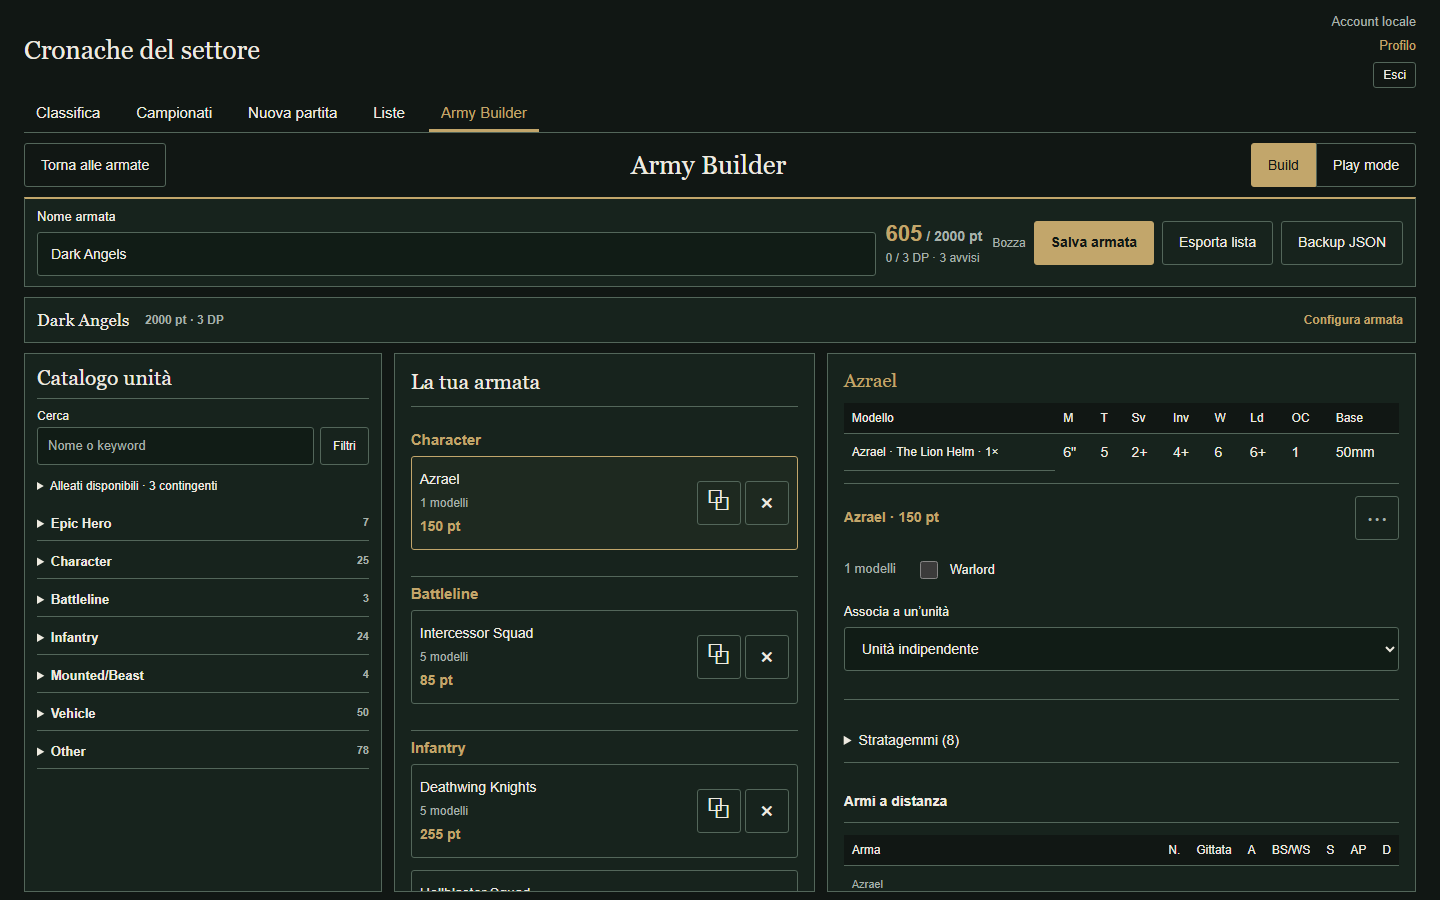 Account locale
Cronache del settore
Profilo
Esci
Classifica Campionati Nuova partita Liste Army Builder
Torna alle armate
Army Builder
Build Play mode
Nome armata
Dark Angels
605 / 2000 pt
0 / 3 DP · 3 avvisi
Bozza
Salva armata
Esporta lista
Backup JSON
Dark Angels 2000 pt · 3 DP
Configura armata
Catalogo unità
Cerca
Nome o keyword
Filtri
Alleati disponibili · 3 contingenti
Epic Hero 7
Character 25
Battleline 3
Infantry 24
Mounted/Beast 4
Vehicle 50
Other 78
La tua armata
Character
Azrael
1 modelli
150 pt
Battleline
Intercessor Squad
5 modelli
85 pt
Infantry
Deathwing Knights
5 modelli
255 pt
Hellblaster Squad
Azrael
Modello M T Sv Inv W Ld OC Base
Azrael · The Lion Helm · 1× 6" 5 2+ 4+ 6 6+ 1 50mm
Azrael · 150 pt
1 modelli Warlord
Associa a un'unità
Unità indipendente
Stratagemmi (8)
Armi a distanza
Arma N. Gittata A BS/WS S AP D
Azrael